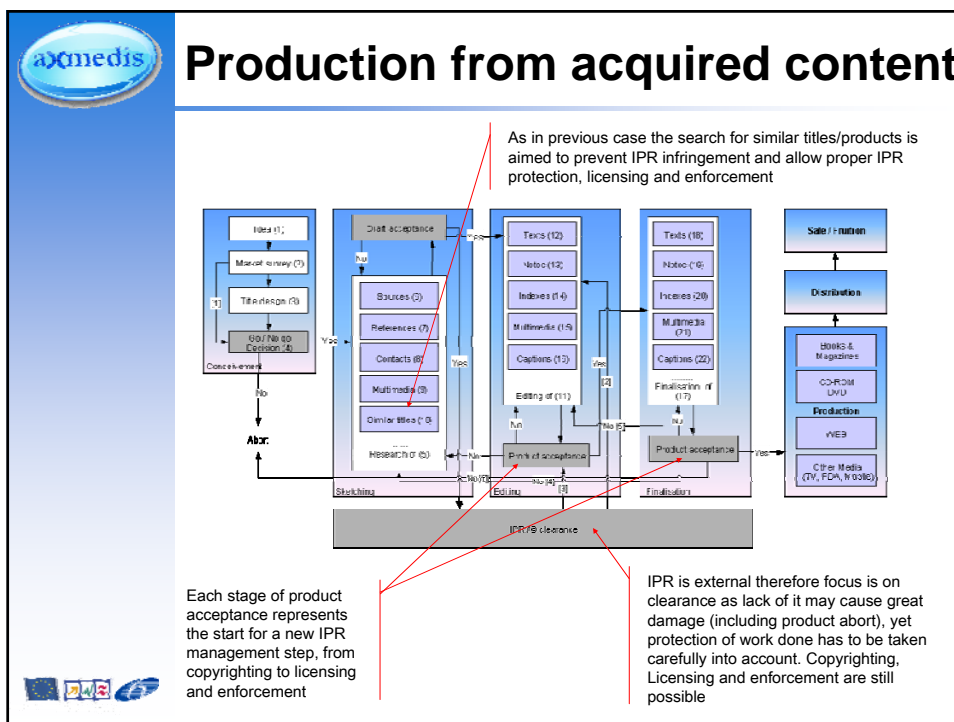 axmedis
Production from acquired content
As in previous case the search for similar titles/products is
aimed to prevent IPR infringement and allow proper IPR
protection, licensing and enforcement
Idea (1)
Market survey (2)
[1]
Title design (3)
Go / No go
Decision (4)
Conceivement
No
Abort
Yes
Draft acceptance
No
Sources (6)
References (7)
Contacts (8)
Multimedia (9)
Similar titles (10)
Research of (5)
Sketching
Yes
Yes
Texts (12)
Notes (13)
Indexes (14)
Multimedia (15)
Captions (16)
Editing of (11)
No
No
Product acceptance
Editing
Yes
[2]
No [5]
No [4]
[3]
Texts (18)
Notes (19)
Indexes (20)
Multimedia
(21)
Captions (22)
Finalisation of
(17)
No
Product acceptance
Finalisation
Yes
Sale / Fruition
Distribution
Books &
Magazines
CD-ROM
DVD
Production
WEB
Other Media
(TV, PDA, Mobile)
IPR / © clearance
Each stage of product
acceptance represents
the start for a new IPR
management step, from
copyrighting to licensing
and enforcement
IPR is external therefore focus is on
clearance as lack of it may cause great
damage (including product abort), yet
protection of work done has to be taken
carefully into account. Copyrighting,
Licensing and enforcement are still
possible